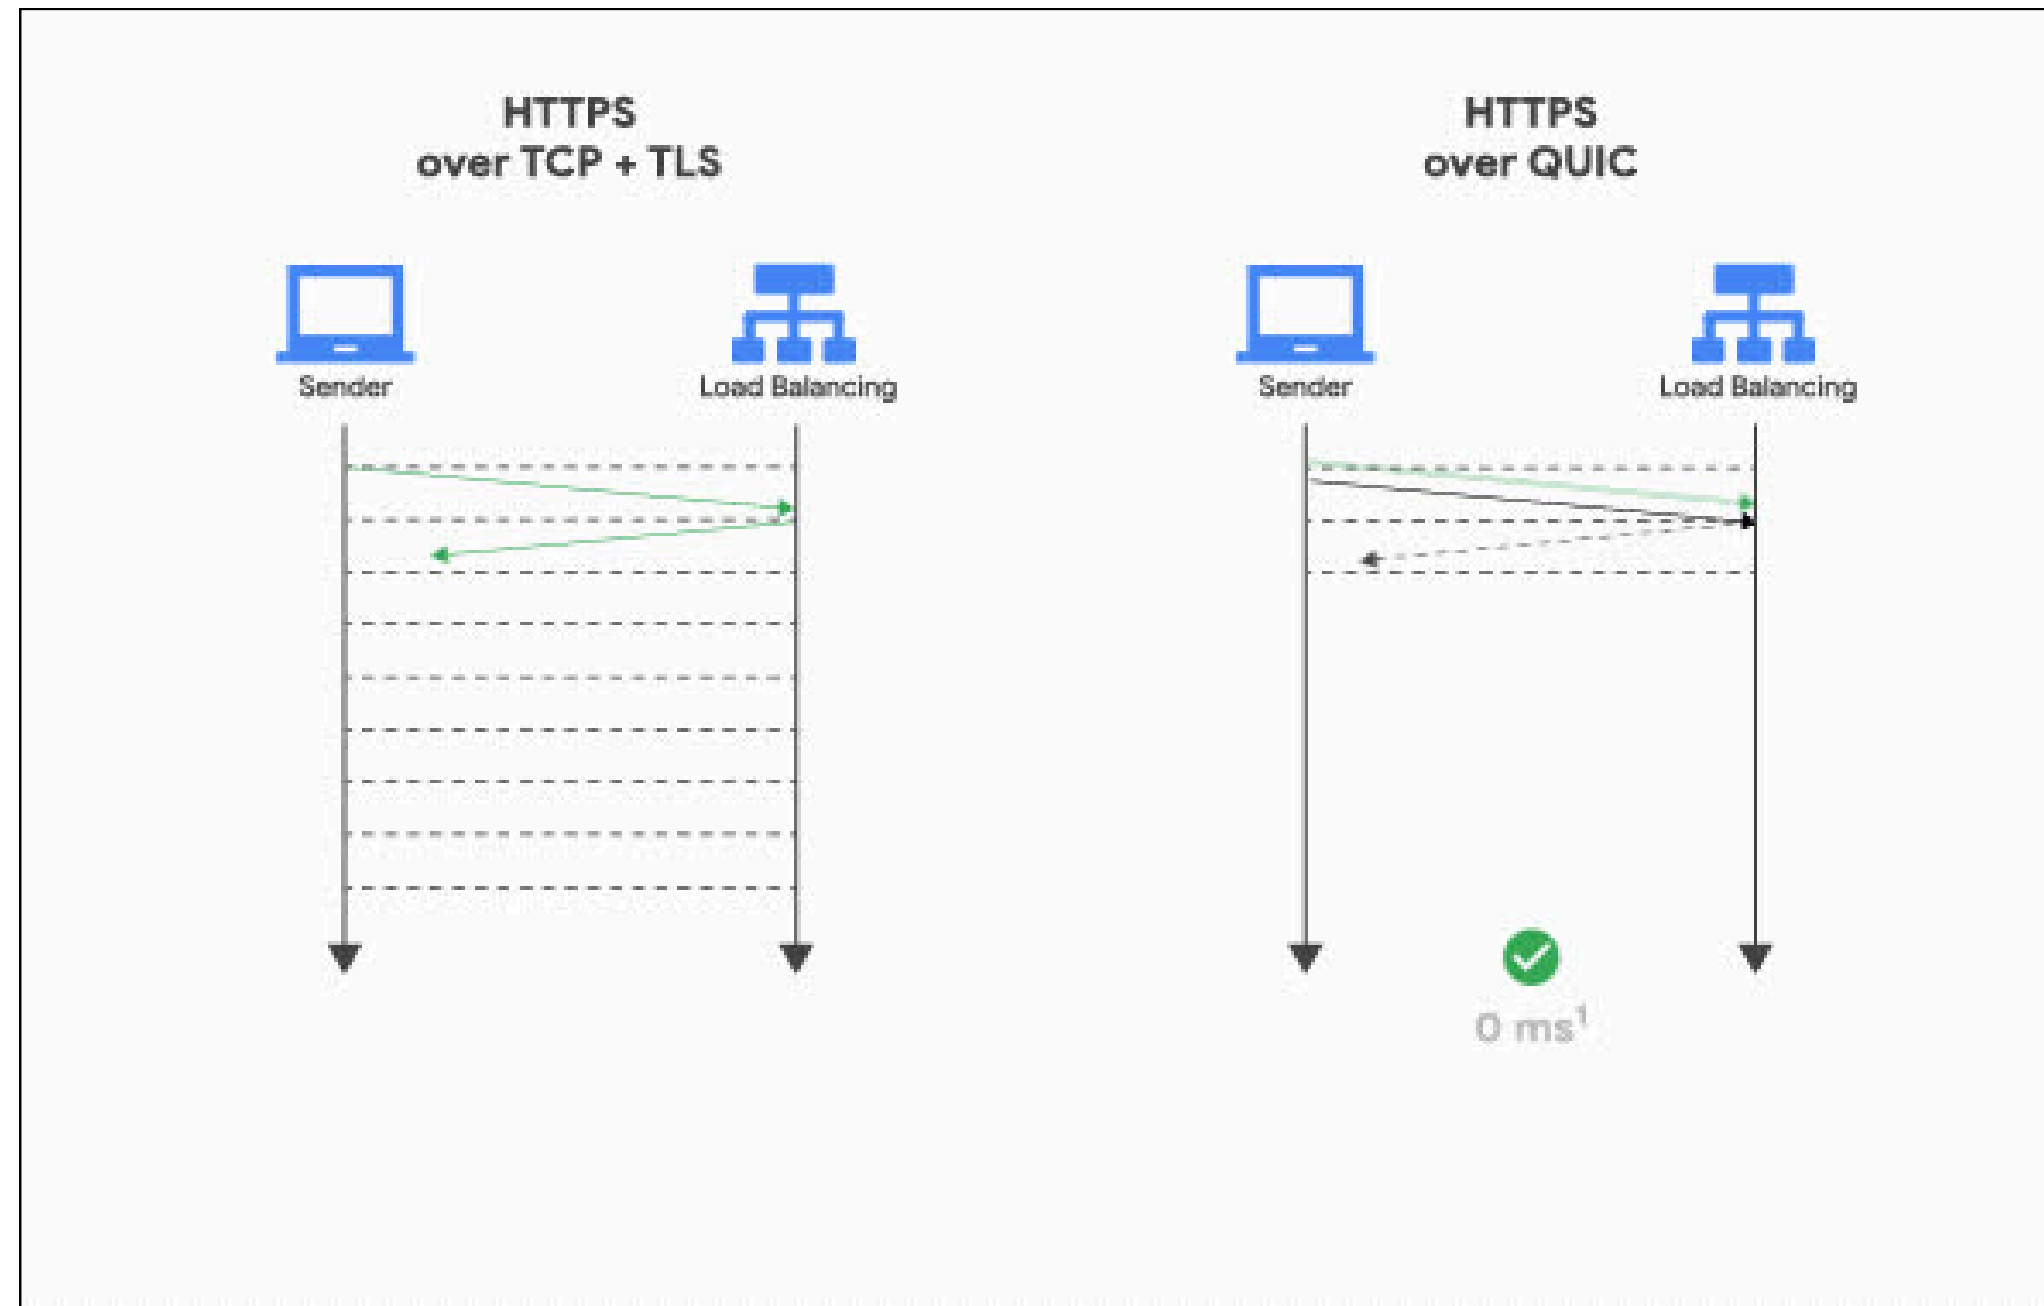 HTTPS
over TCP + TLS
Sender
Load Balancing
HTTPS
over QUIC
Sender
Load Balancing
0 ms¹